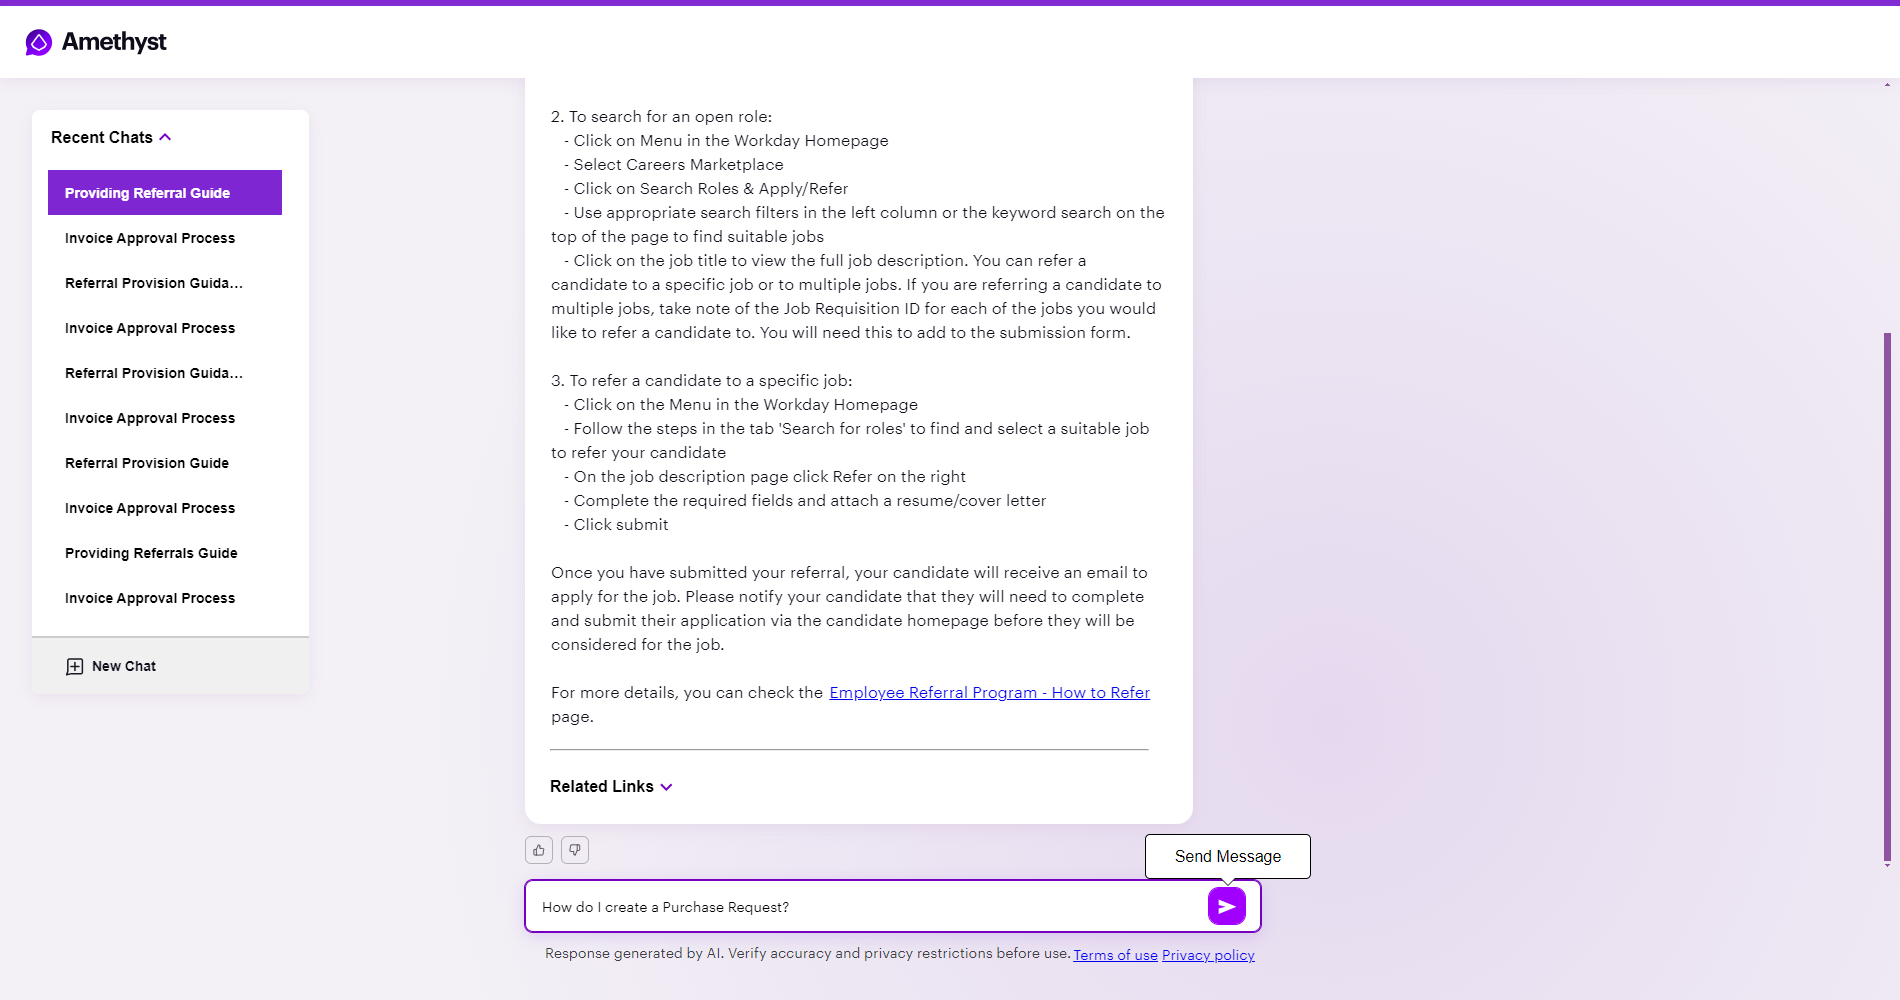 Amethyst
Recent Chats
Providing Referral Guide
Invoice Approval Process
Referral Provision Guida...
Invoice Approval Process
Referral Provision Guida...
Invoice Approval Process
Referral Provision Guide
Invoice Approval Process
Providing Referrals Guide
Invoice Approval Process
New Chat
2. To search for an open role:
- Click on Menu in the Workday Homepage
- Select Careers Marketplace
- Click on Search Roles & Apply/Refer
- Use appropriate search filters in the left column or the keyword search on the
top of the page to find suitable jobs
- Click on the job title to view the full job description. You can refer a
candidate to a specific job or to multiple jobs. If you are referring a candidate to
multiple jobs, take note of the Job Requisition ID for each of the jobs you would
like to refer a candidate to. You will need this to add to the submission form.
3. To refer a candidate to a specific job:
- Click on the Menu in the Workday Homepage
- Follow the steps in the tab 'Search for roles' to find and select a suitable job
to refer your candidate
- On the job description page click Refer on the right
- Complete the required fields and attach a resume/cover letter
- Click submit
Once you have submitted your referral, your candidate will receive an email to
apply for the job. Please notify your candidate that they will need to complete
and submit their application via the candidate homepage before they will be
considered for the job.
For more details, you can check the Employee Referral Program - How to Refer
page.
Related Links
Send Message
How do I create a Purchase Request?
Response generated by AI. Verify accuracy and privacy restrictions before use. Terms of use Privacy policy